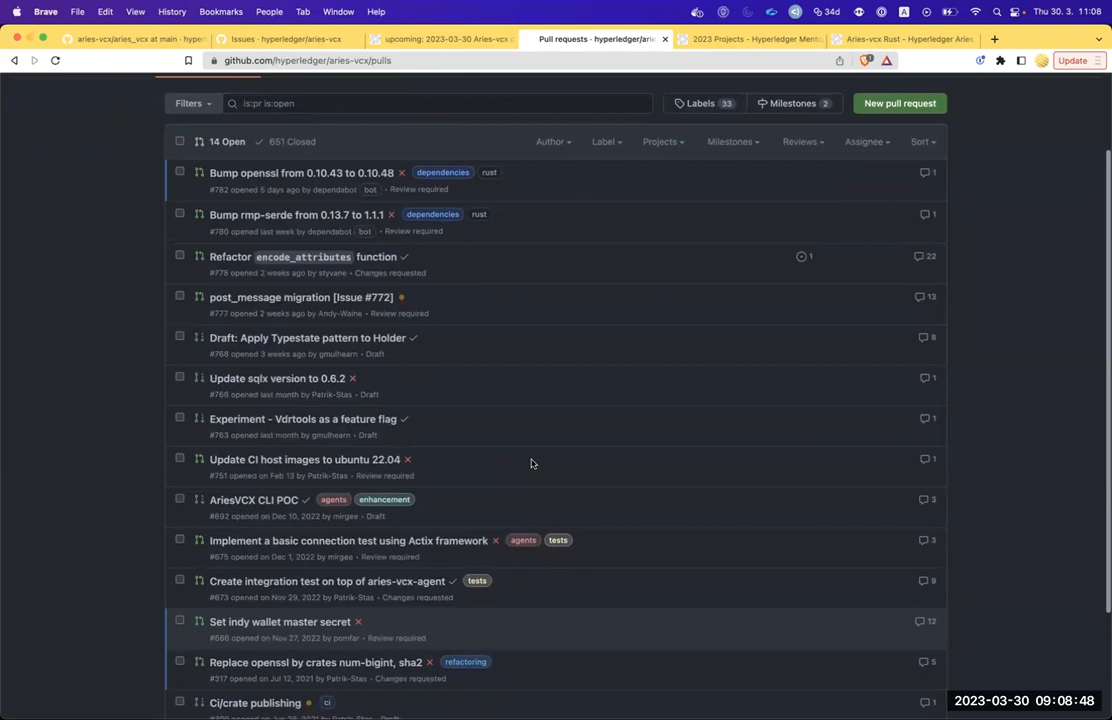 Brave File Edit View History Bookmarks People Tab Window Help 34d A Thu 30. 3. 11:08
aries-vcx/aries_vcx at main · hyperl
Issues · hyperledger/aries-vcx
upcoming: 2023-03-30 Aries-vcx c
Pull requests · hyperledger/arie
2023 Projects - Hyperledger Mento
Aries-vcx Rust - Hyperledger Aries
github.com/hyperledger/aries-vcx/pulls Update
Filters is:pr is:open Labels 33 Milestones 2 New pull request
14 Open 651 Closed Author Label Projects Milestones Reviews Assignee Sort
Bump openssl from 0.10.43 to 0.10.48 dependencies rust 1
#782 opened 5 days ago by dependabot bot • Review required
Bump rmp-serde from 0.13.7 to 1.1.1 dependencies rust 1
#780 opened last week by dependabot bot • Review required
Refactor encode_attributes function 1 22
#778 opened 2 weeks ago by styvane • Changes requested
post_message migration [Issue #772] 13
#777 opened 2 weeks ago by Andy-Waine • Review required
Draft: Apply Typestate pattern to Holder 8
#768 opened 3 weeks ago by gmulhearn • Draft
Update sqlx version to 0.6.2 1
#766 opened last month by Patrik-Stas • Draft
Experiment - Vdrtools as a feature flag 1
#763 opened last month by gmulhearn • Draft
Update CI host images to ubuntu 22.04 1
#751 opened on Feb 13 by Patrik-Stas • Review required
AriesVCX CLI POC agents enhancement 3
#692 opened on Dec 10, 2022 by mirgee • Draft
Implement a basic connection test using Actix framework agents tests 3
#675 opened on Dec 1, 2022 by mirgee • Review required
Create integration test on top of aries-vcx-agent tests 9
#673 opened on Nov 29, 2022 by Patrik-Stas • Changes requested
Set indy wallet master secret 12
#666 opened on Nov 27, 2022 by pomfar • Review required
Replace openssl by crates num-bigint, sha2 refactoring 5
#317 opened on Jul 12, 2021 by Patrik-Stas • Changes requested
Ci/crate publishing ci 1
2023-03-30 09:08:48